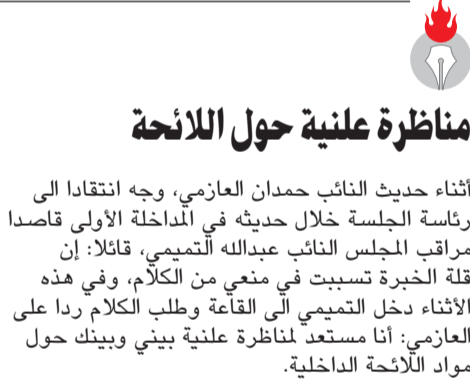 مناظرة علنية حول اللائحة
أثناء حديث النائب حمدان العازمي، وجه انتقادا الى
رئاسة الجلسة خلال حديثه في المداخلة الأولى قاصدا
مراقب المجلس النائب عبدالله التميمي، قائلا: إن
قلة الخبرة تسببت في منعي من الكلام، وفي هذه
الأثناء دخل التميمي الى القاعة وطلب الكلام ردا على
العازمي: أنا مستعد لمناظرة علنية بيني وبينك حول
مواد اللائحة الداخلية.